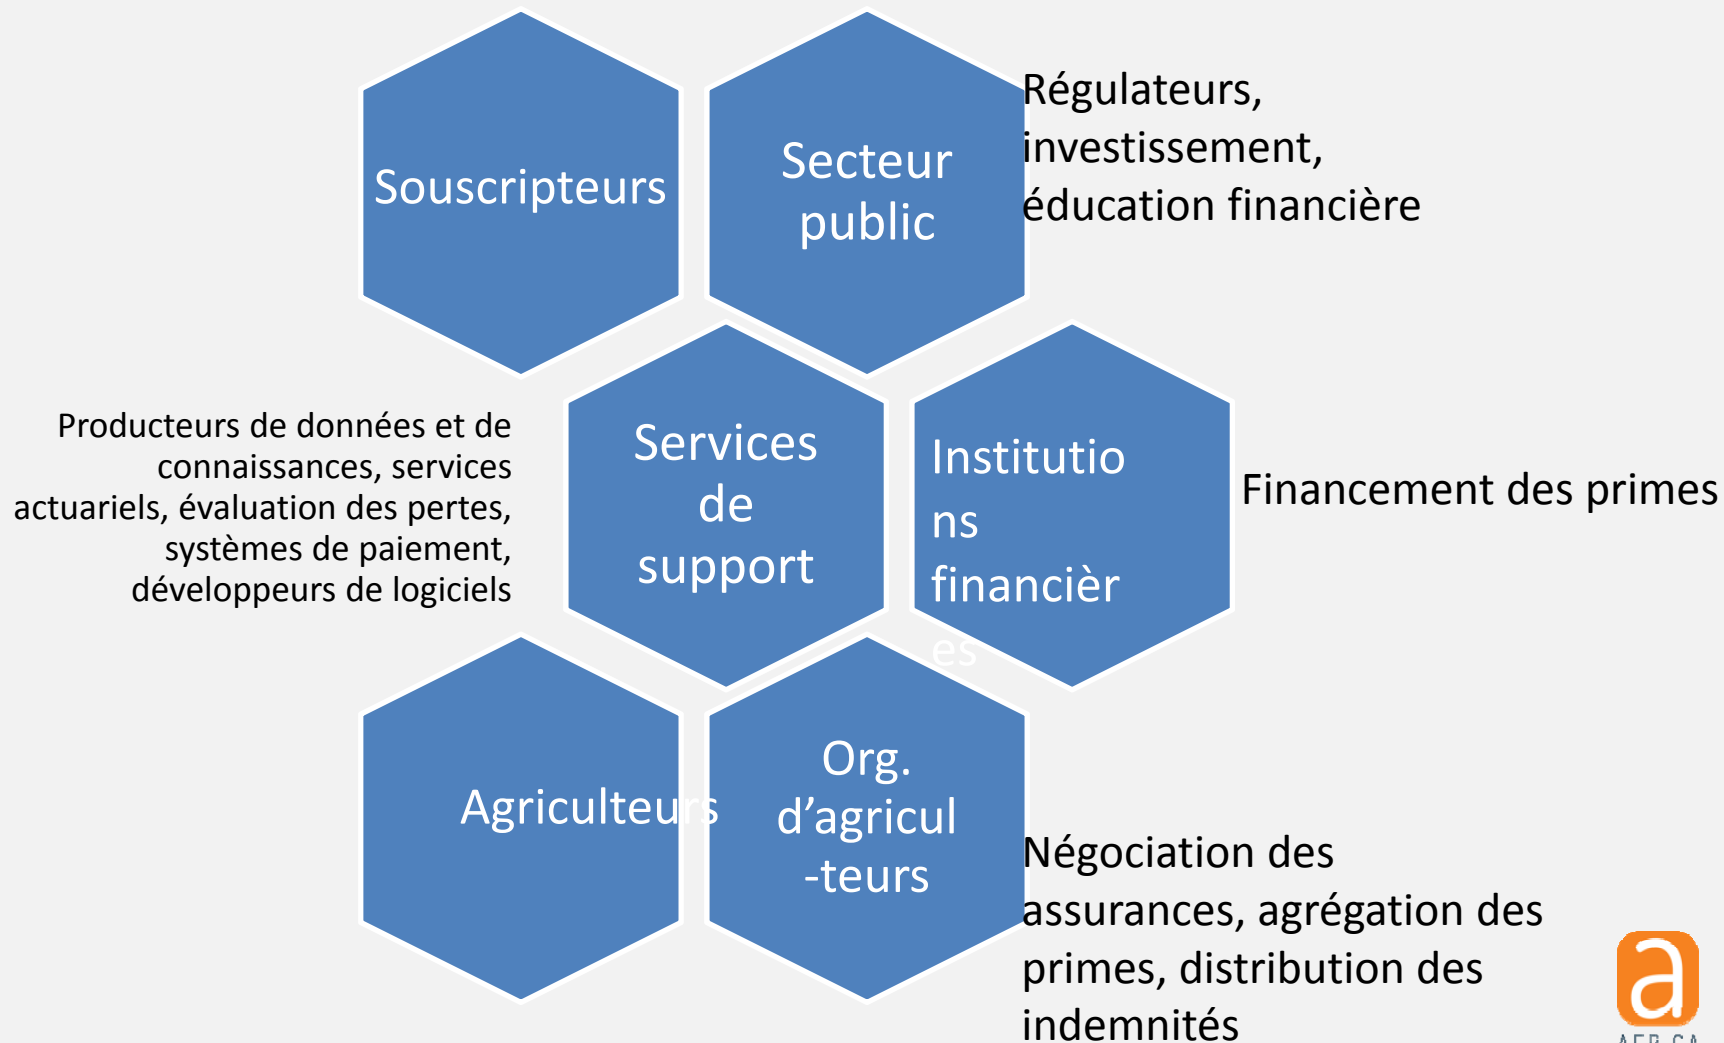 Souscripteurs
Secteur
public
Régulateurs,
investissement,
éducation financière
Producteurs de données et de
connaissances, services
actuariels, évaluation des pertes,
systèmes de paiement,
développeurs de logiciels
Services
de
support
Institutio
ns
financièr
es
Financement des primes
Agriculteurs
Org.
d’agricul
-teurs
Négociation des
assurances, agrégation des
primes, distribution des
indemnités
a